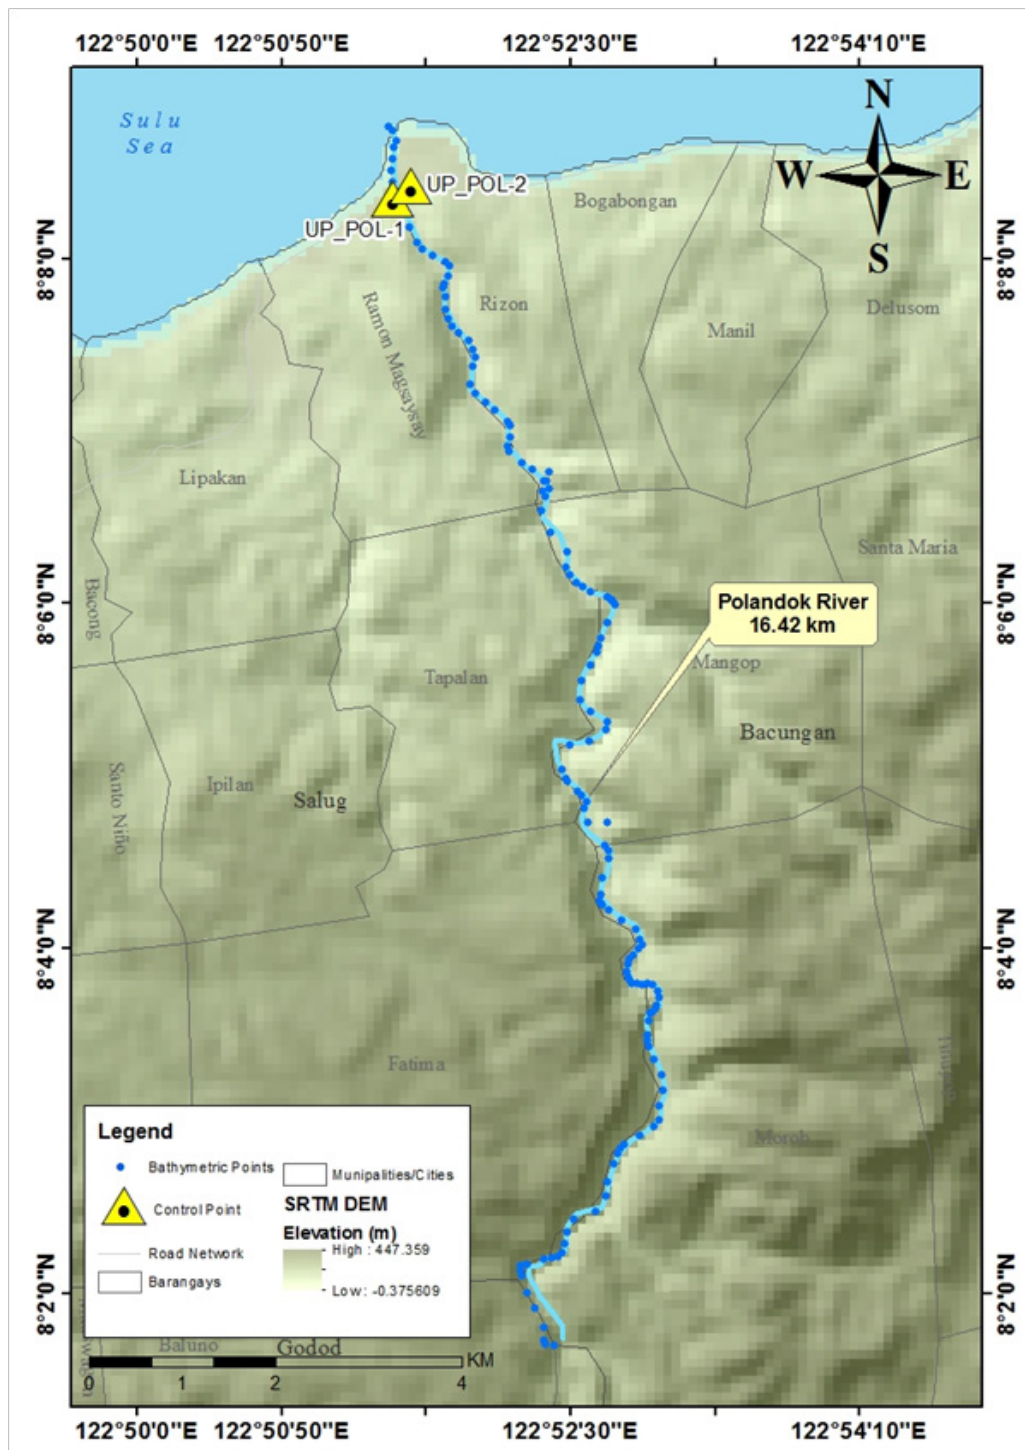 122°50'0"E 122°50'50"E 122°52'30"E 122°54'10"E
Sulu
Sea
N
W E
S
UP_POL-2
UP_POL-1
Bogabongan
8°8'0"N
8°8'0"N
Rizon
Ramon Magsaysay
Manil
Delusom
Lipakan
Santa Maria
Bacong
8°6'0"N
8°6'0"N
Polandok River
16.42 km
Mangop
Tapalan
Bacungan
Santo Niño
Ipilan
Salug
8°4'0"N
8°4'0"N
Fatima
Morob
Legend
Bathymetric Points
Munipalities/Cities
Control Point
SRTM DEM
Elevation (m)
Road Network
High : 447.359
Barangays
Low : -0.375609
8°2'0"N
8°2'0"N
Baluno
Godod
KM
0 1 2 4
122°50'0"E 122°50'50"E 122°52'30"E 122°54'10"E